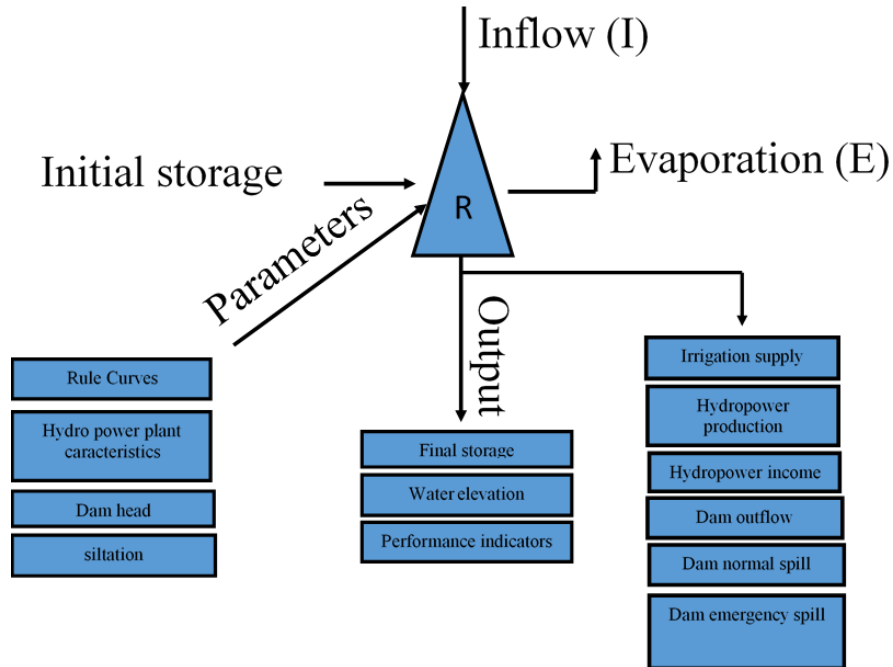 Inflow (I)
Initial storage
Evaporation (E)
R
Parameters
Output
Rule Curves
Hydro power plant
caracteristics
Dam head
siltation
Final storage
Water elevation
Performance indicators
Irrigation supply
Hydropower
production
Hydropower income
Dam outflow
Dam normal spill
Dam emergency spill